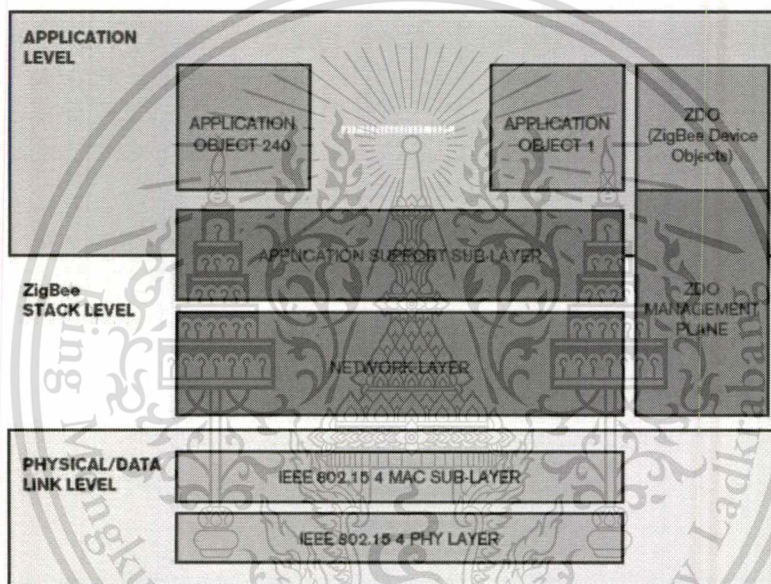 APPLICATION
LEVEL
APPLICATION
OBJECT 240
APPLICATION
OBJECT 1
ZDO
(ZigBee Device
Objects)
APPLICATION SUPPORT SUB-LAYER
ZigBee
STACK LEVEL
ZDO
MANAGEMENT
PLANE
NETWORK LAYER
PHYSICAL/DATA
LINK LEVEL
IEEE 802.15 4 MAC SUB-LAYER
IEEE 802.15 4 PHY LAYER
Ladkrabang